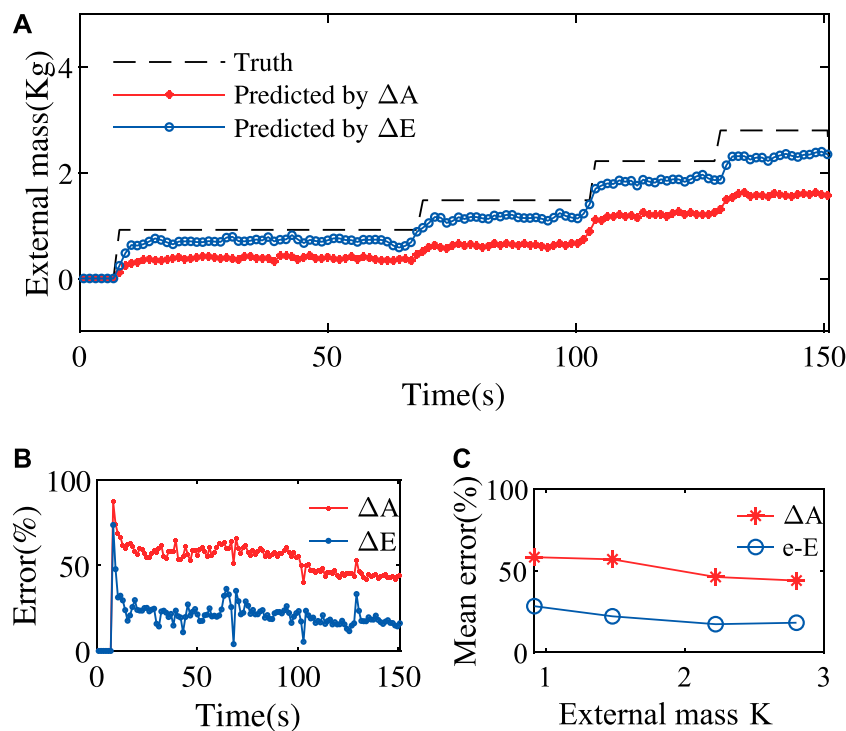 A
External mass(Kg)
4
2
0
Truth
Predicted by ΔA
Predicted by ΔE
0 50 100 150
Time(s)
B
Error(%)
100
50
0
ΔA
ΔE
0 50 100 150
Time(s)
C
Mean error(%)
100
50
0
ΔA
e-E
1 2 3
External mass K